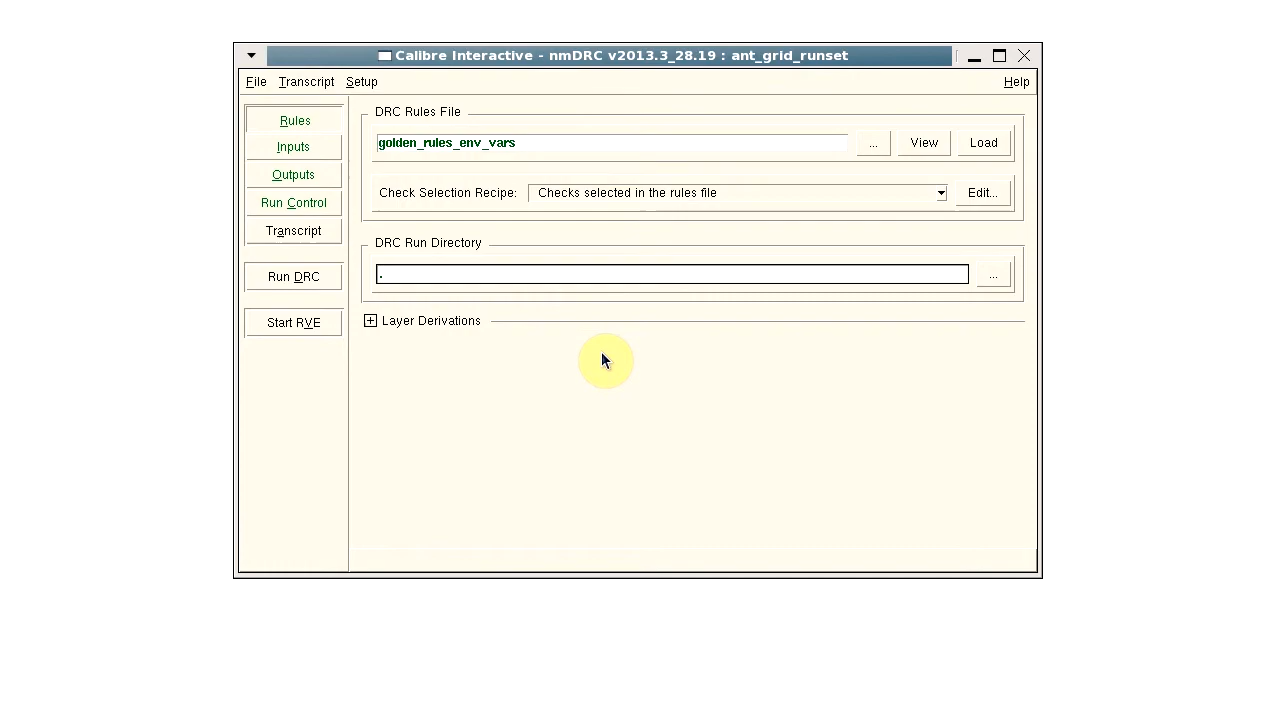 Calibre Interactive - nmDRC v2013.3_28.19 : ant_grid_runset
File Transcript Setup Help
Rules
Inputs
Outputs
Run Control
Transcript
Run DRC
Start RVE
DRC Rules File
golden_rules_env_vars ... View Load
Check Selection Recipe: Checks selected in the rules file Edit...
DRC Run Directory
. ...
Layer Derivations